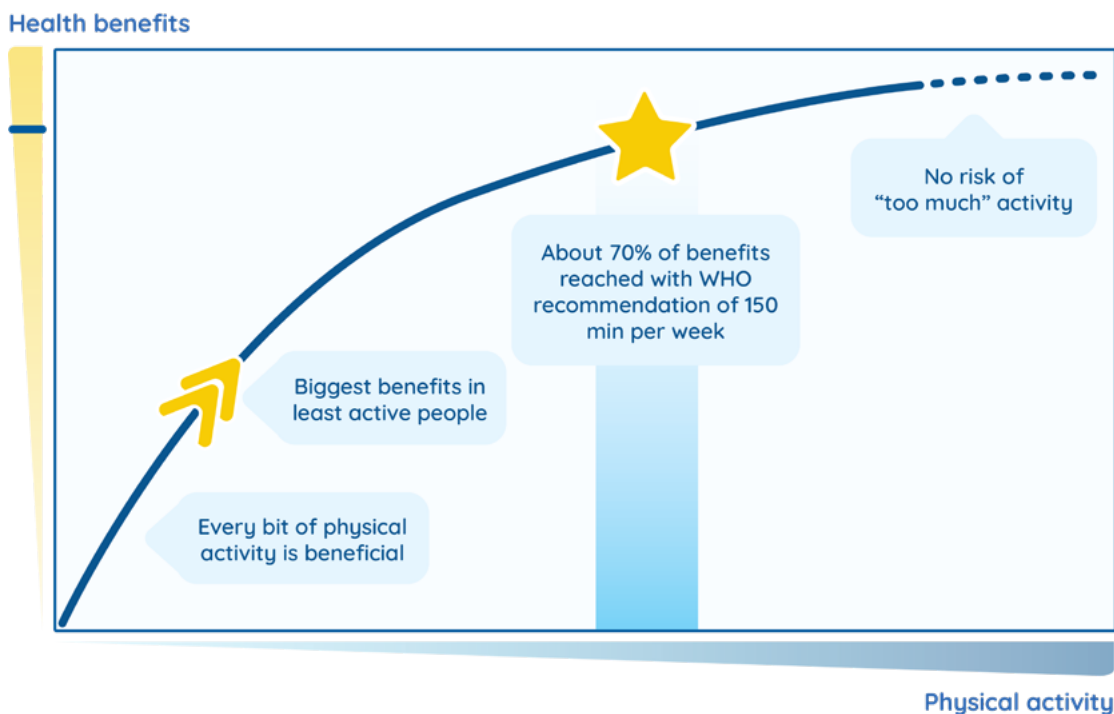 Health benefits
No risk of
“too much” activity
About 70% of benefits
reached with WHO
recommendation of 150
min per week
Biggest benefits in
least active people
Every bit of physical
activity is beneficial
Physical activity